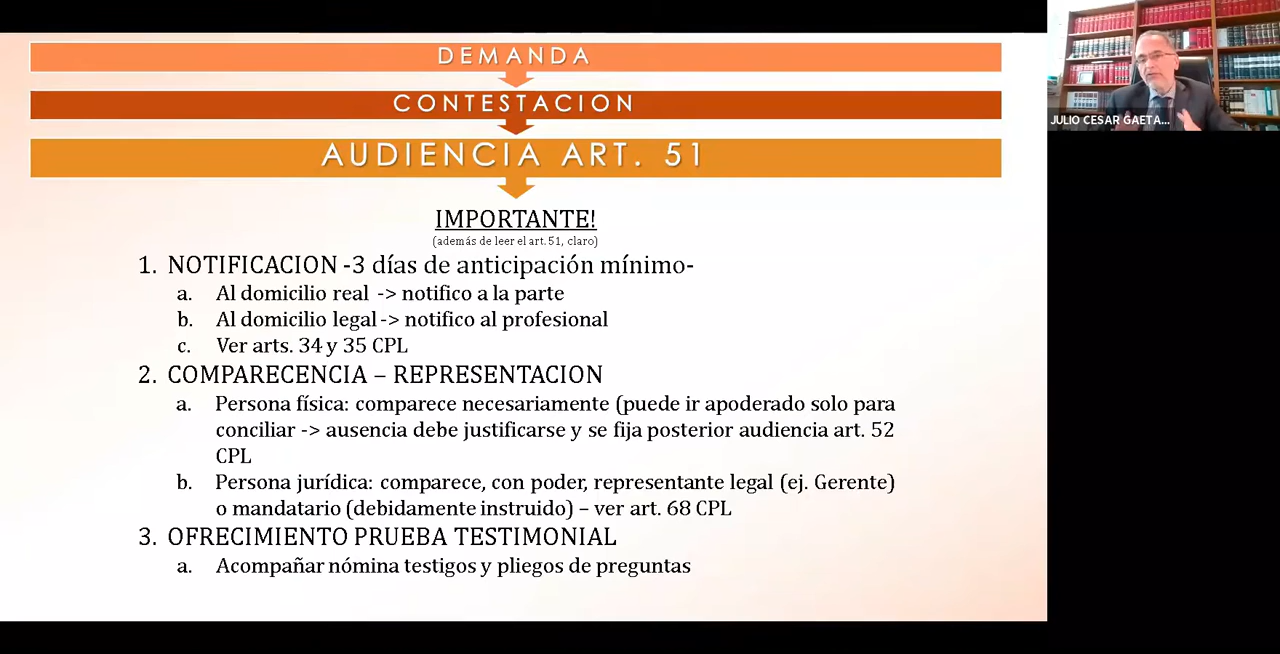 DEMANDA
CONTESTACION
AUDIENCIA ART. 51
IMPORTANTE!
(además de leer el art. 51, claro)
1. NOTIFICACION -3 días de anticipación mínimo-
a. Al domicilio real -> notifico a la parte
b. Al domicilio legal -> notifico al profesional
c. Ver arts. 34 y 35 CPL
2. COMPARECENCIA – REPRESENTACION
a. Persona física: comparece necesariamente (puede ir apoderado solo para
conciliar -> ausencia debe justificarse y se fija posterior audiencia art. 52
CPL
b. Persona jurídica: comparece, con poder, representante legal (ej. Gerente)
o mandatario (debidamente instruido) – ver art. 68 CPL
3. OFRECIMIENTO PRUEBA TESTIMONIAL
a. Acompañar nómina testigos y pliegos de preguntas
JULIO CESAR GAETA...